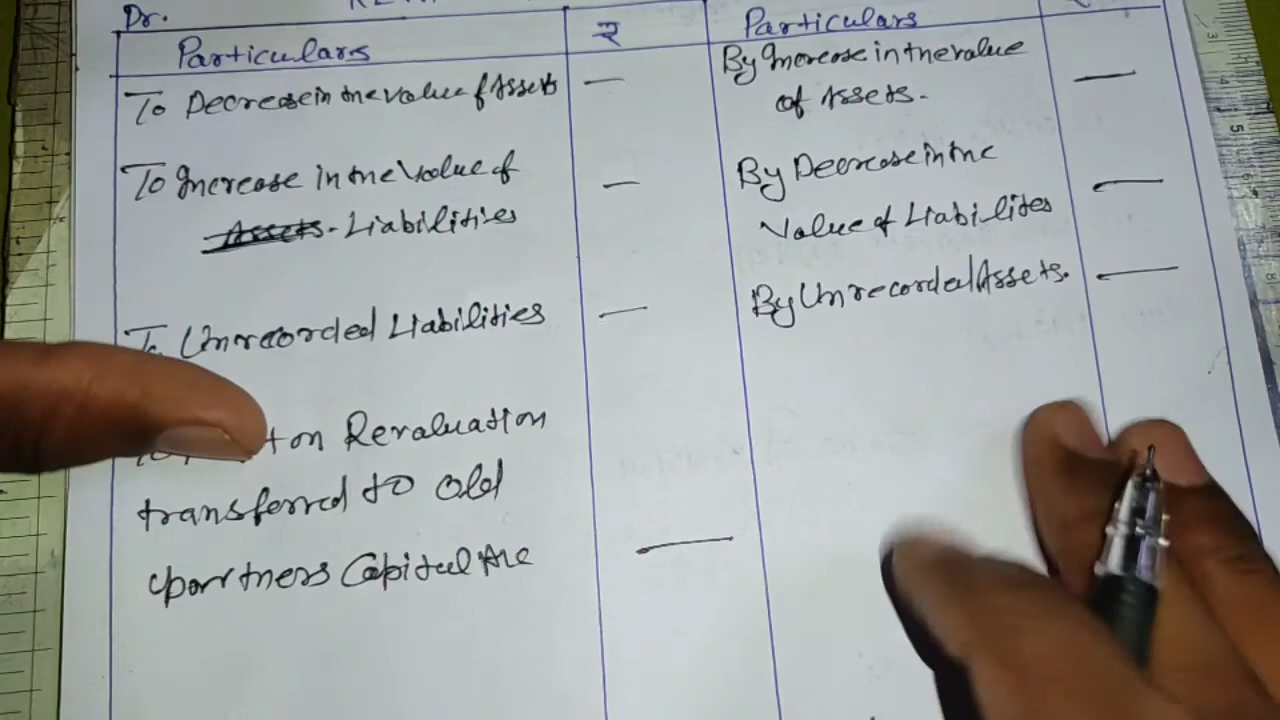 Dr.
Particulars ₹ Particulars
To Decrease in the value of Assets — By Increase in the value
of Assets. —
To Increase in the value of — By Decrease in the
Assets. Liabilities Value of Liabilites —
To Unrecorded Liabilities — By Unrecorded Assets. —
on Revaluation
transferred to old
partners Capital A/c —